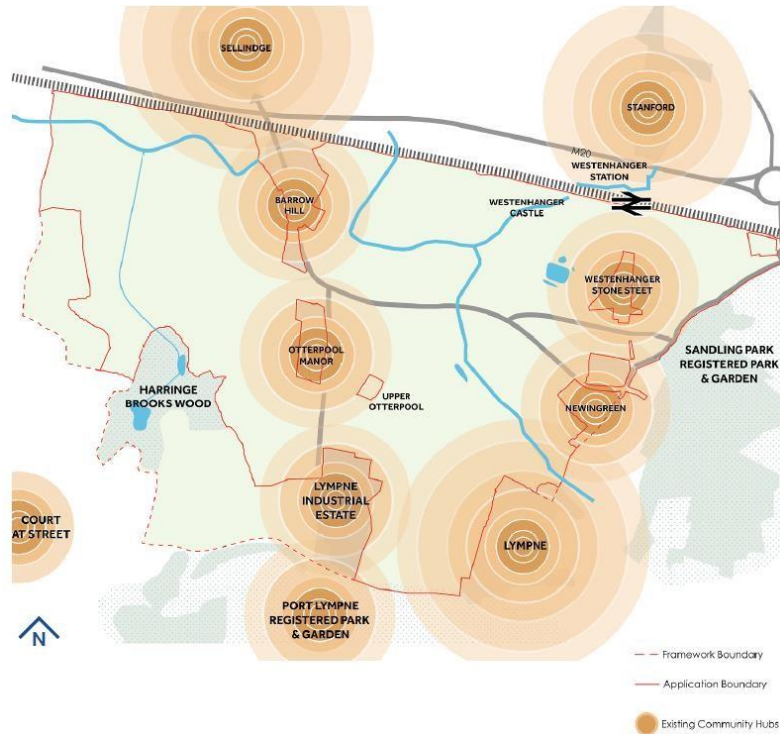 SELLINDGE
STANFORD
M20
WESTENHANGER
STATION
BARROW
HILL
WESTENHANGER
CASTLE
WESTENHANGER
STONE STEET
OTTERPOOL
MANOR
SANDLING PARK
REGISTERED PARK
& GARDEN
HARRINGE
BROOKS WOOD
UPPER
OTTERPOOL
NEWINGREEN
LYMPNE
INDUSTRIAL
ESTATE
COURT
AT STREET
LYMPNE
PORT LYMPNE
REGISTERED PARK
& GARDEN
N
Framework Boundary
Application Boundary
Existing Community Hubs